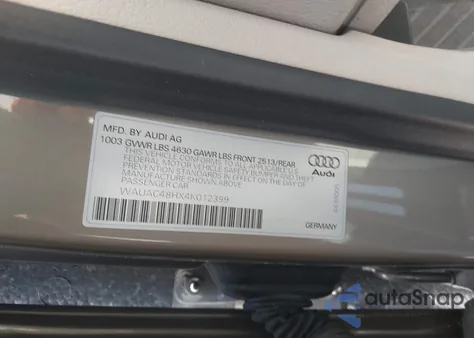 MFD. BY AUDI AG
1003 GVWR LBS 4630 GAWR LBS FRONT 2513/REAR
THIS VEHICLE CONFORMS TO ALL APPLICABLE U.S.
FEDERAL MOTOR VEHICLE SAFETY BUMPER AND THEFT
PREVENTION STANDARDS IN EFFECT ON THE DATE OF
MANUFACTURE SHOWN ABOVE
PASSENGER CAR
WAUAC48HX4K012399
Audi
GERMANY
autoSnap